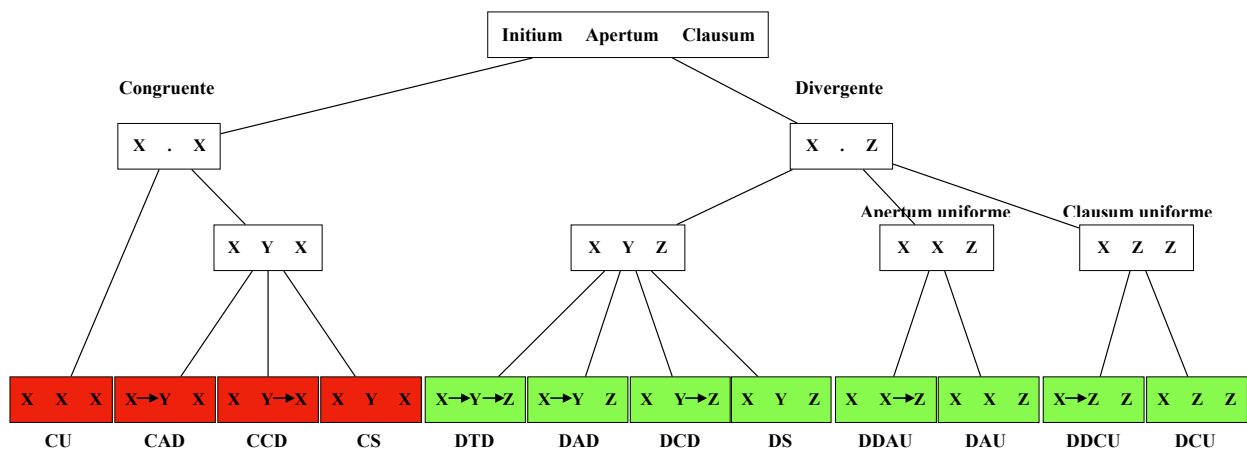 Initium Apertum Clausum
Congruente Divergente
X . X X . Z
Apertum uniforme Clausum uniforme
X Y X X Y Z X X Z X Z Z
X X X X→Y X X Y→X X Y X X→Y→Z X→Y Z X Y→Z X Y Z X X→Z X X Z X→Z Z X Z Z
CU CAD CCD CS DTD DAD DCD DS DDAU DAU DDCU DCU